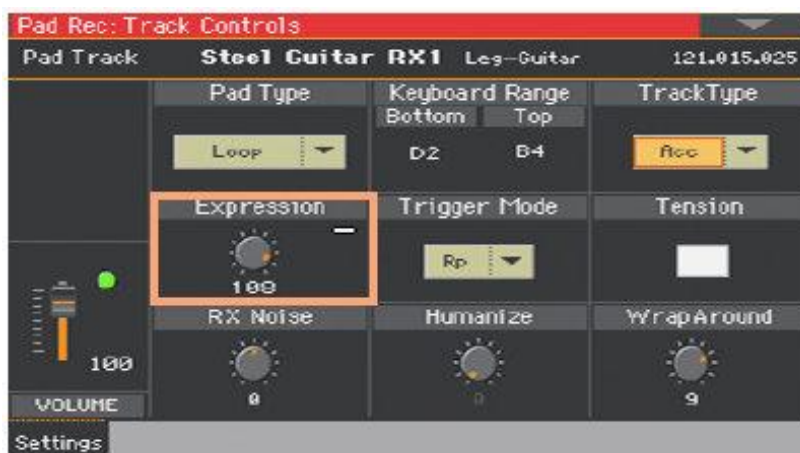 Pad Rec: Track Controls
Pad Track Steel Guitar RX1 Leg-Guitar 121.015.025
Pad Type Keyboard Range TrackType
Bottom Top
Loop D2 B4 Acc
Expression Trigger Mode Tension
Rp
108
RX Noise Humanize WrapAround
100
0 0 9
VOLUME
Settings